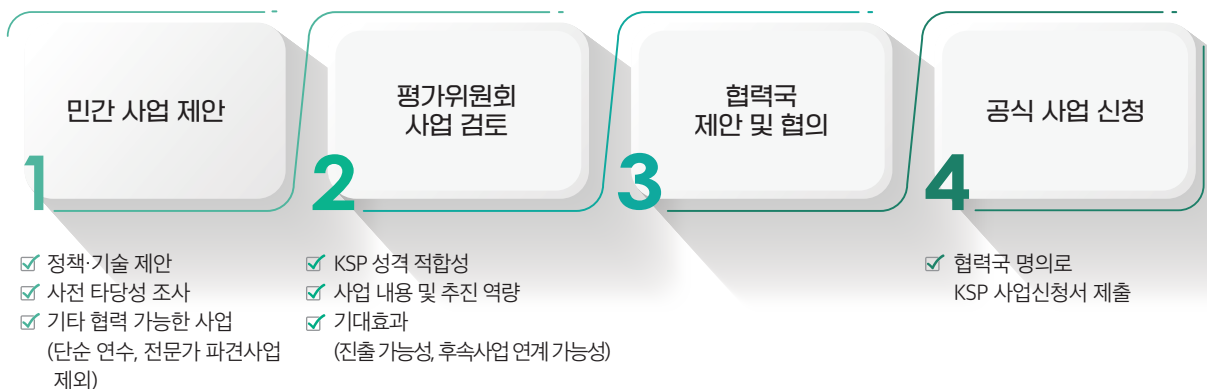 민간 사업 제안
1
☑ 정책·기술 제안
☑ 사전 타당성 조사
☑ 기타 협력 가능한 사업
(단순 연수, 전문가 파견사업
제외)
평가위원회
사업 검토
2
☑ KSP 성격 적합성
☑ 사업 내용 및 추진 역량
☑ 기대효과
(진출 가능성, 후속사업 연계 가능성)
협력국
제안 및 협의
3
공식 사업 신청
4
☑ 협력국 명의로
KSP 사업신청서 제출